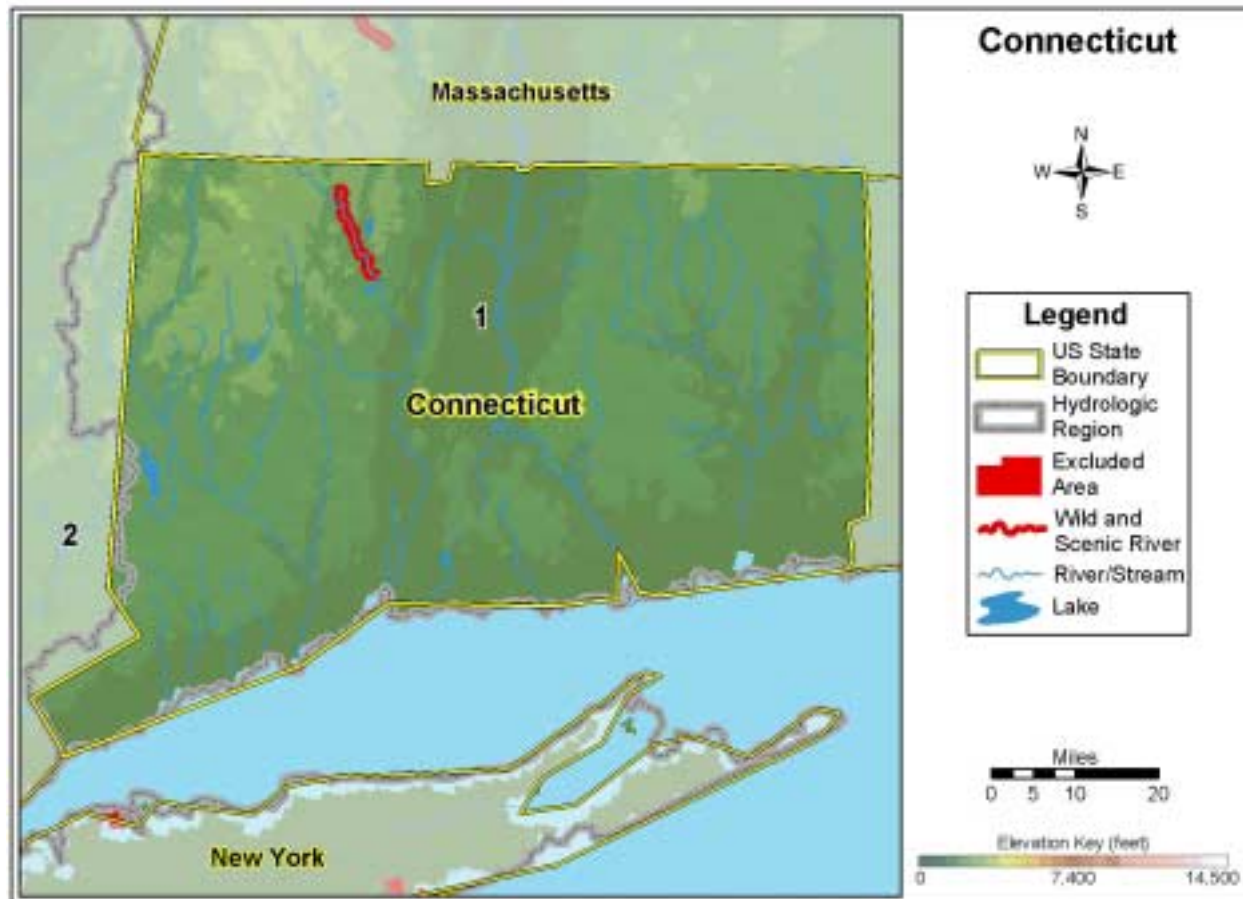 Connecticut
Massachusetts
N
W E
S
1
Connecticut
2
New York
Legend
US State
Boundary
Hydrologic
Region
Excluded
Area
Wild and
Scenic River
River/Stream
Lake
Miles
0 5 10 20
Elevation Key (feet)
0 7,400 14,500